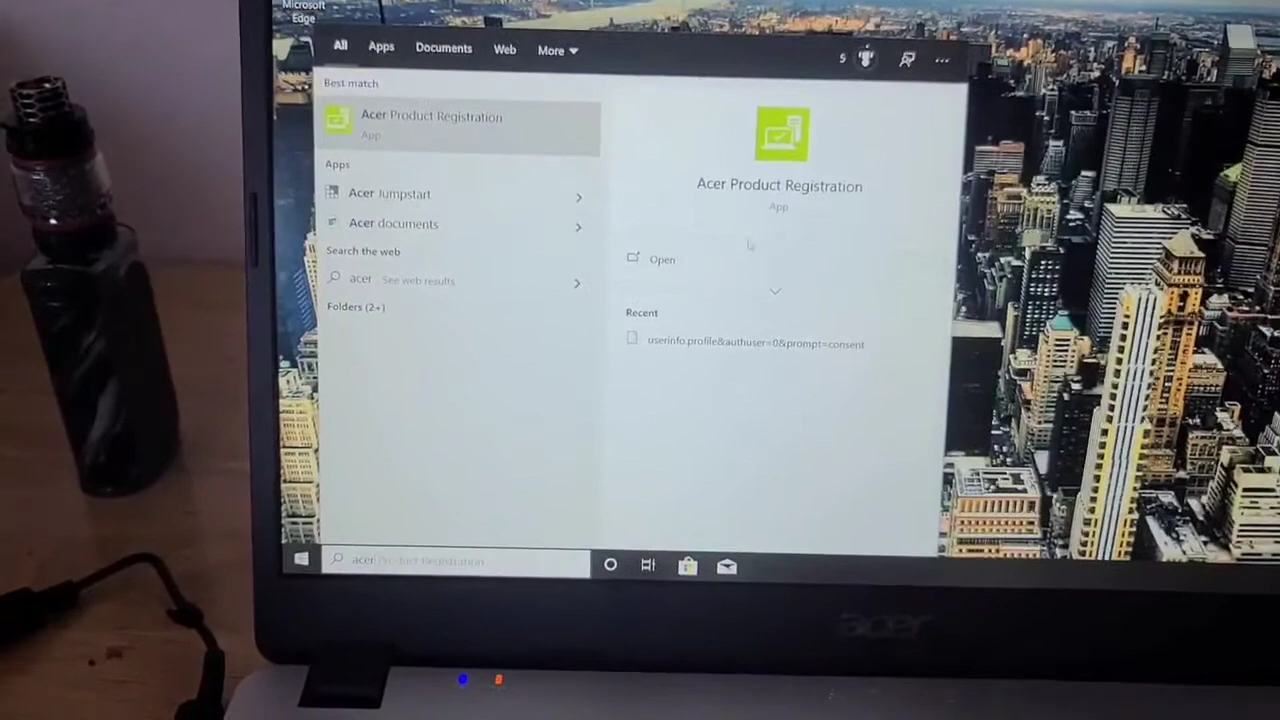 Microsoft
Edge
All Apps Documents Web More
5
Best match
Acer Product Registration
App
Apps
Acer Jumpstart
Acer documents
Search the web
acer See web results
Folders (2+)
Acer Product Registration
App
Open
Recent
userinfo.profile&authuser=0&prompt=consent
acer Product Registration
acer